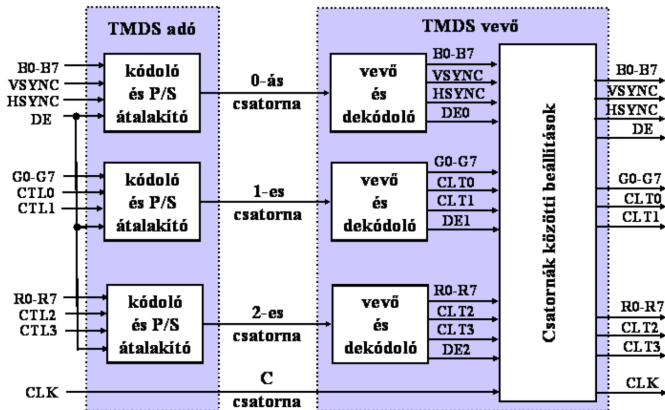 TMDS adó
TMDS vevő
B0-B7
VSYNC
HSYNC
DE
kódoló
és P/S
átalakító
0-ás
csatorna
vevő
és
dekódoló
B0-B7
VSYNC
HSYNC
DE0
B0-B7
VSYNC
HSYNC
DE
G0-G7
CTL0
CTL1
kódoló
és P/S
átalakító
1-es
csatorna
vevő
és
dekódoló
G0-G7
CLT0
CLT1
DE1
G0-G7
CLT0
CLT1
R0-R7
CTL2
CTL3
kódoló
és P/S
átalakító
2-es
csatorna
vevő
és
dekódoló
R0-R7
CLT2
CLT3
DE2
R0-R7
CLT2
CLT3
Csatornák közötti beállítások
CLK
C
csatorna
CLK